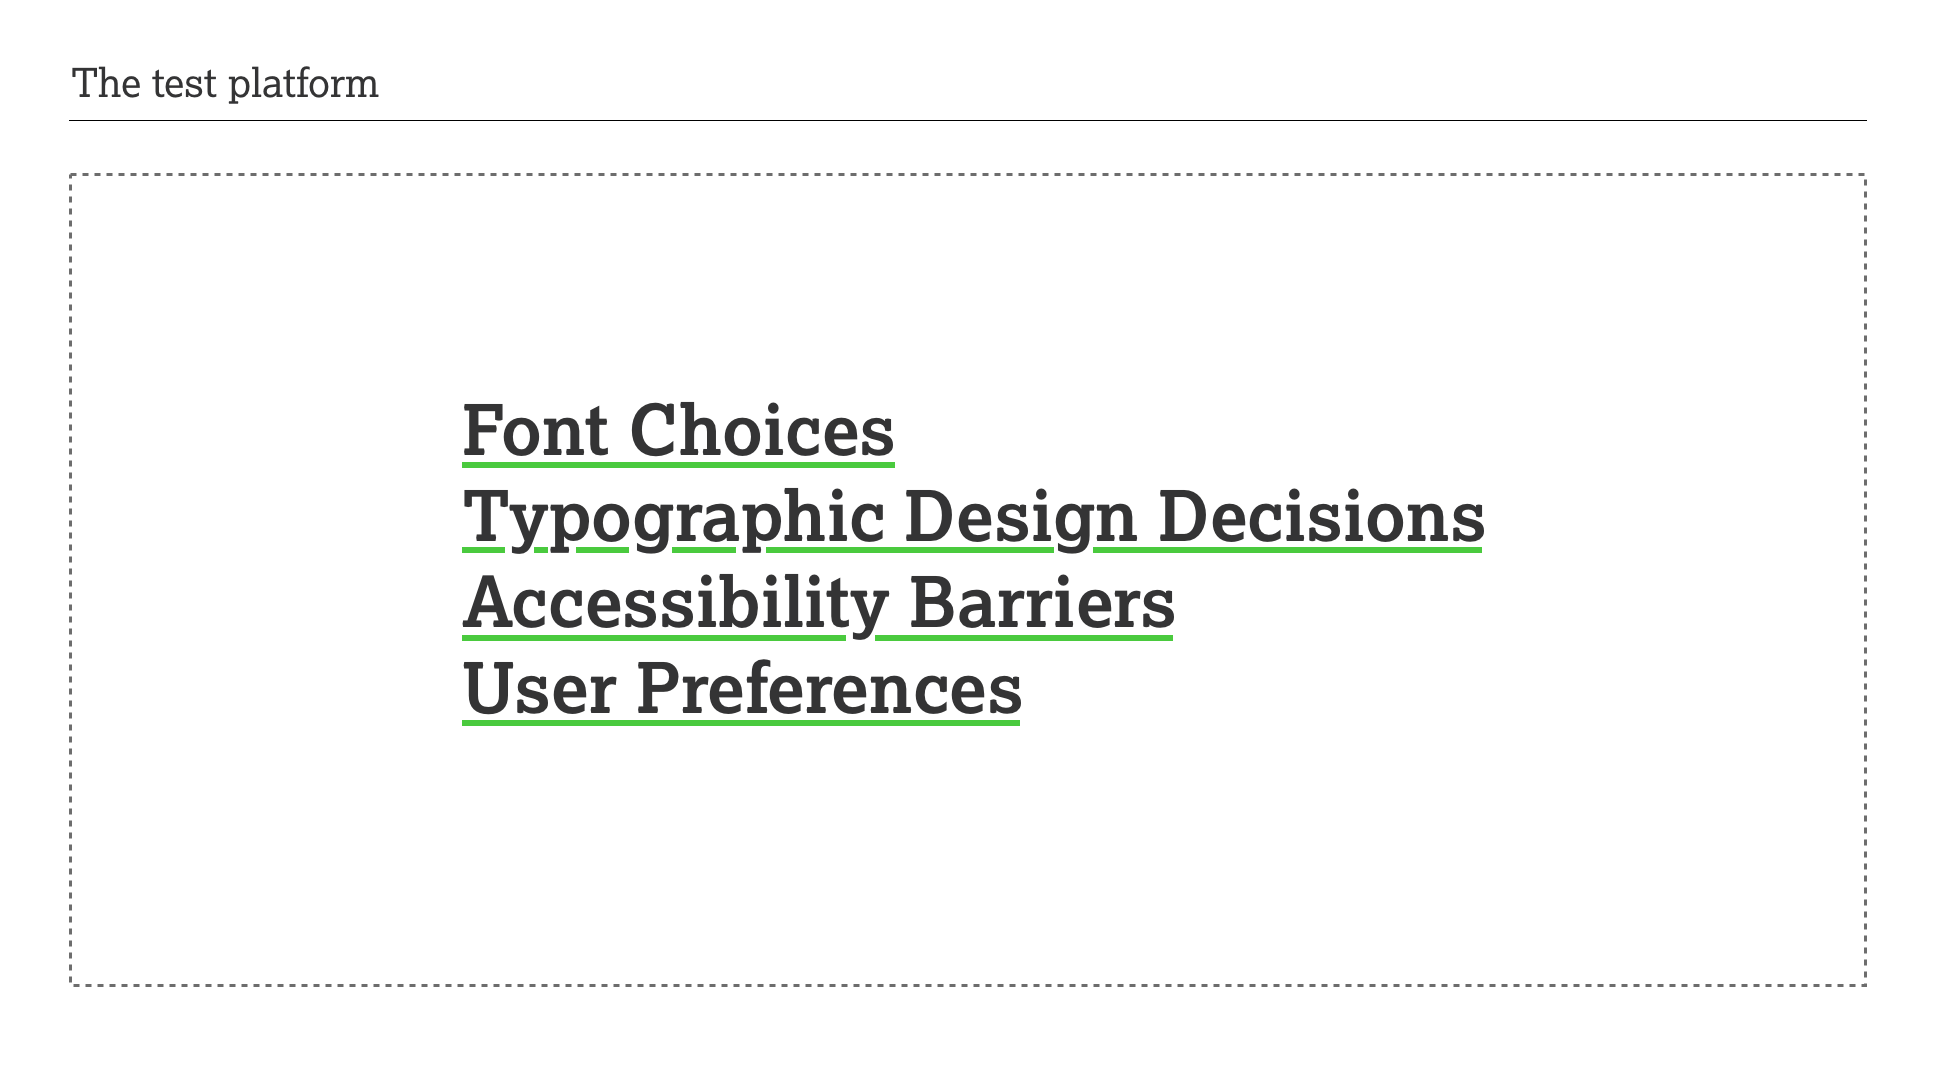 The test platform
Font Choices
Typographic Design Decisions
Accessibility Barriers
User Preferences